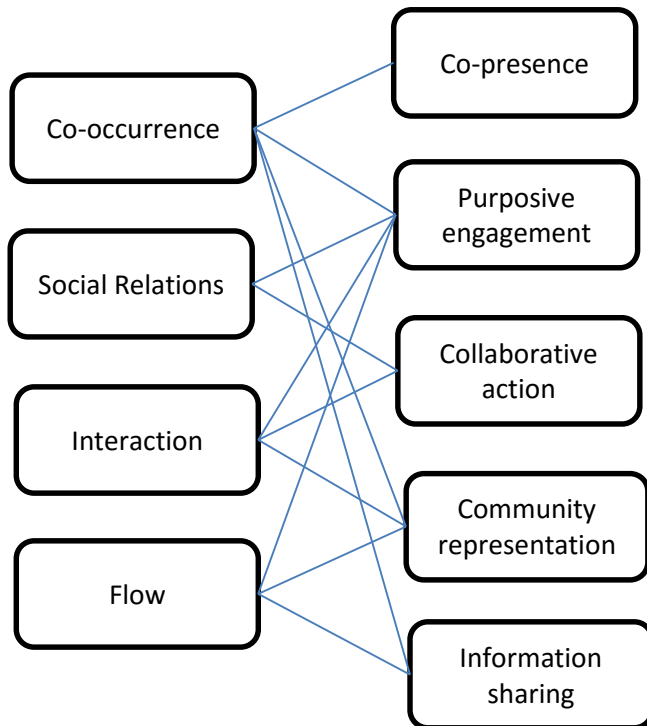 Co-occurrence
Social Relations
Interaction
Flow
Co-presence
Purposive
engagement
Collaborative
action
Community
representation
Information
sharing